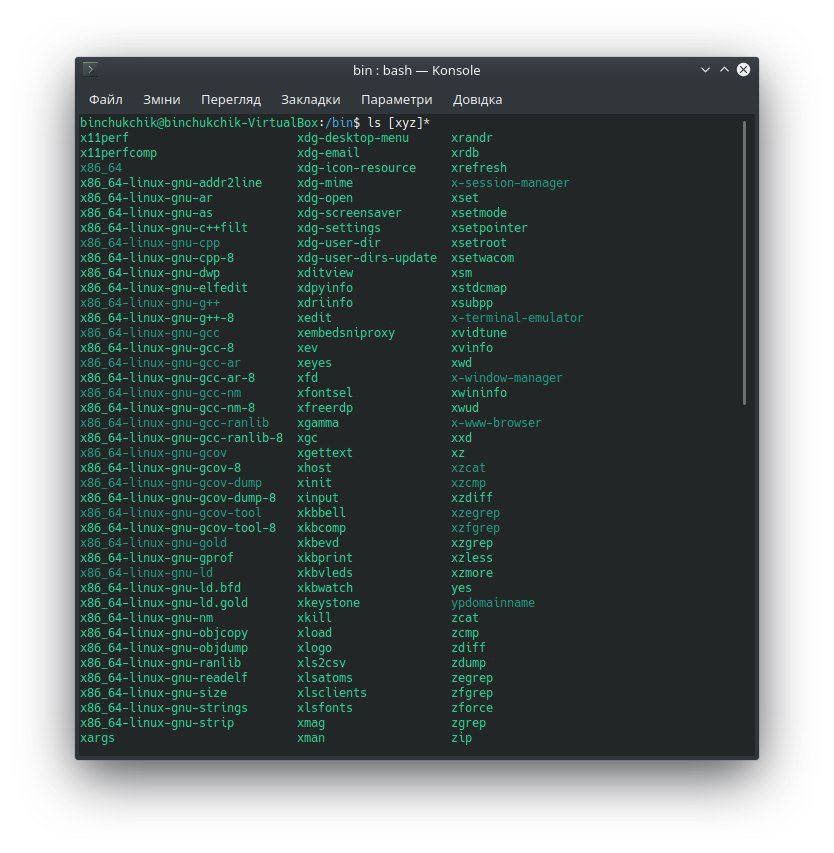 bin : bash — Konsole
Файл Зміни Перегляд Закладки Параметри Довідка
binchukchik@binchukchik-VirtualBox:/bin$ ls [xyz]*
x11perf xdg-desktop-menu xrandr
x11perfcomp xdg-email xrdb
x86_64 xdg-icon-resource xrefresh
x86_64-linux-gnu-addr2line xdg-mime x-session-manager
x86_64-linux-gnu-ar xdg-open xset
x86_64-linux-gnu-as xdg-screensaver xsetmode
x86_64-linux-gnu-c++filt xdg-settings xsetpointer
x86_64-linux-gnu-cpp xdg-user-dir xsetroot
x86_64-linux-gnu-cpp-8 xdg-user-dirs-update xsetwacom
x86_64-linux-gnu-dwp xditview xsm
x86_64-linux-gnu-elfedit xdpyinfo xstdcmap
x86_64-linux-gnu-g++ xdriinfo xsubpp
x86_64-linux-gnu-g++-8 xedit x-terminal-emulator
x86_64-linux-gnu-gcc xembedsniproxy xvidtune
x86_64-linux-gnu-gcc-8 xev xvinfo
x86_64-linux-gnu-gcc-ar xeyes xwd
x86_64-linux-gnu-gcc-ar-8 xfd x-window-manager
x86_64-linux-gnu-gcc-nm xfontsel xwininfo
x86_64-linux-gnu-gcc-nm-8 xfreerdp xwud
x86_64-linux-gnu-gcc-ranlib xgamma x-www-browser
x86_64-linux-gnu-gcc-ranlib-8 xgc xxd
x86_64-linux-gnu-gcov xgettext xz
x86_64-linux-gnu-gcov-8 xhost xzcat
x86_64-linux-gnu-gcov-dump xinit xzcmp
x86_64-linux-gnu-gcov-dump-8 xinput xzdiff
x86_64-linux-gnu-gcov-tool xkbbell xzegrep
x86_64-linux-gnu-gcov-tool-8 xkbcomp xzfgrep
x86_64-linux-gnu-gold xkbevd xzgrep
x86_64-linux-gnu-gprof xkbprint xzless
x86_64-linux-gnu-ld xkbvleds xzmore
x86_64-linux-gnu-ld.bfd xkbwatch yes
x86_64-linux-gnu-ld.gold xkeystone ypdomainname
x86_64-linux-gnu-nm xkill zcat
x86_64-linux-gnu-objcopy xload zcmp
x86_64-linux-gnu-objdump xlogo zdiff
x86_64-linux-gnu-ranlib xls2csv zdump
x86_64-linux-gnu-readelf xlsatoms zegrep
x86_64-linux-gnu-size xlsclients zfgrep
x86_64-linux-gnu-strings xlsfonts zforce
x86_64-linux-gnu-strip xmag zgrep
xargs xman zip